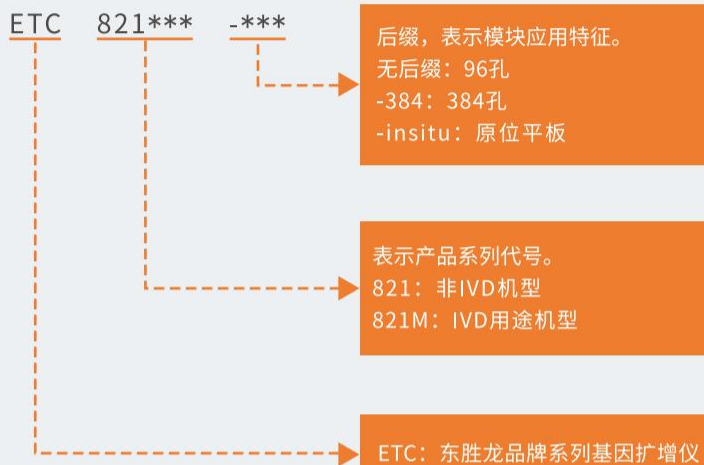 ETC 821*** -***
后缀，表示模块应用特征。
无后缀：96孔
-384：384孔
-insitu：原位平板
表示产品系列代号。
821：非IVD机型
821M：IVD用途机型
ETC：东胜龙品牌系列基因扩增仪